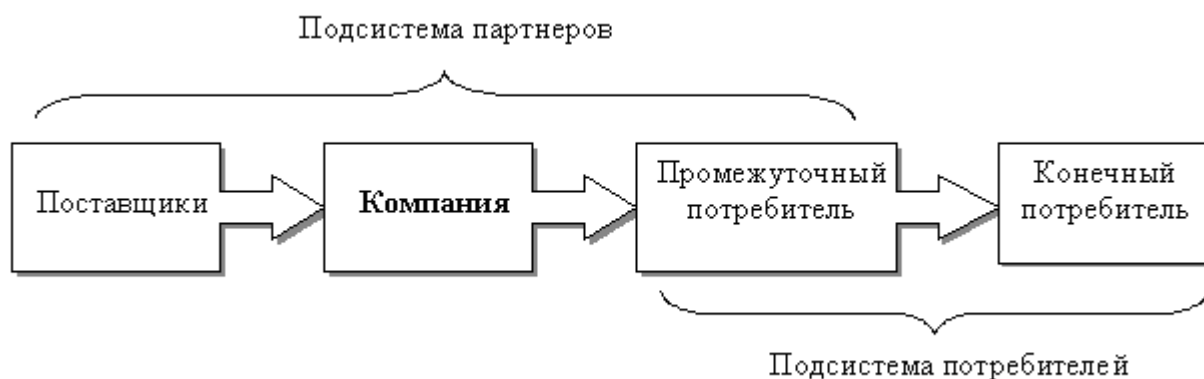 Подсистема партнеров
Поставщики
Компания
Промежуточный
потребитель
Конечный
потребитель
Подсистема потребителей